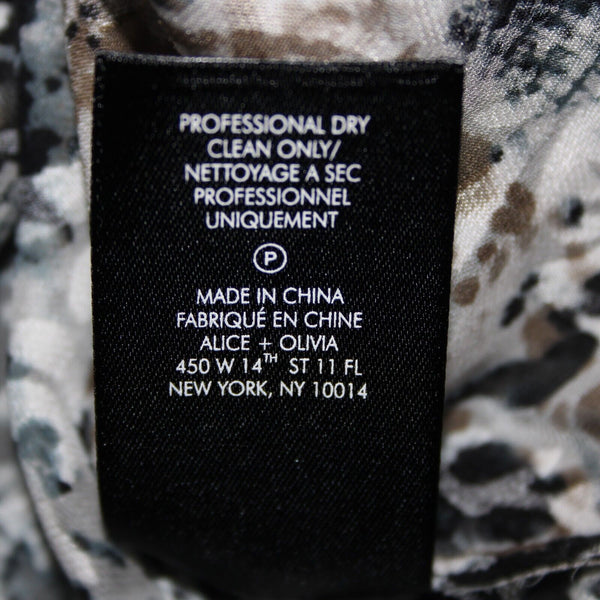 PROFESSIONAL DRY
CLEAN ONLY/
NETTOYAGE A SEC
PROFESSIONNEL
UNIQUEMENT
P
MADE IN CHINA
FABRIQUÉ EN CHINE
ALICE + OLIVIA
450 W 14TH ST 11 FL
NEW YORK, NY 10014